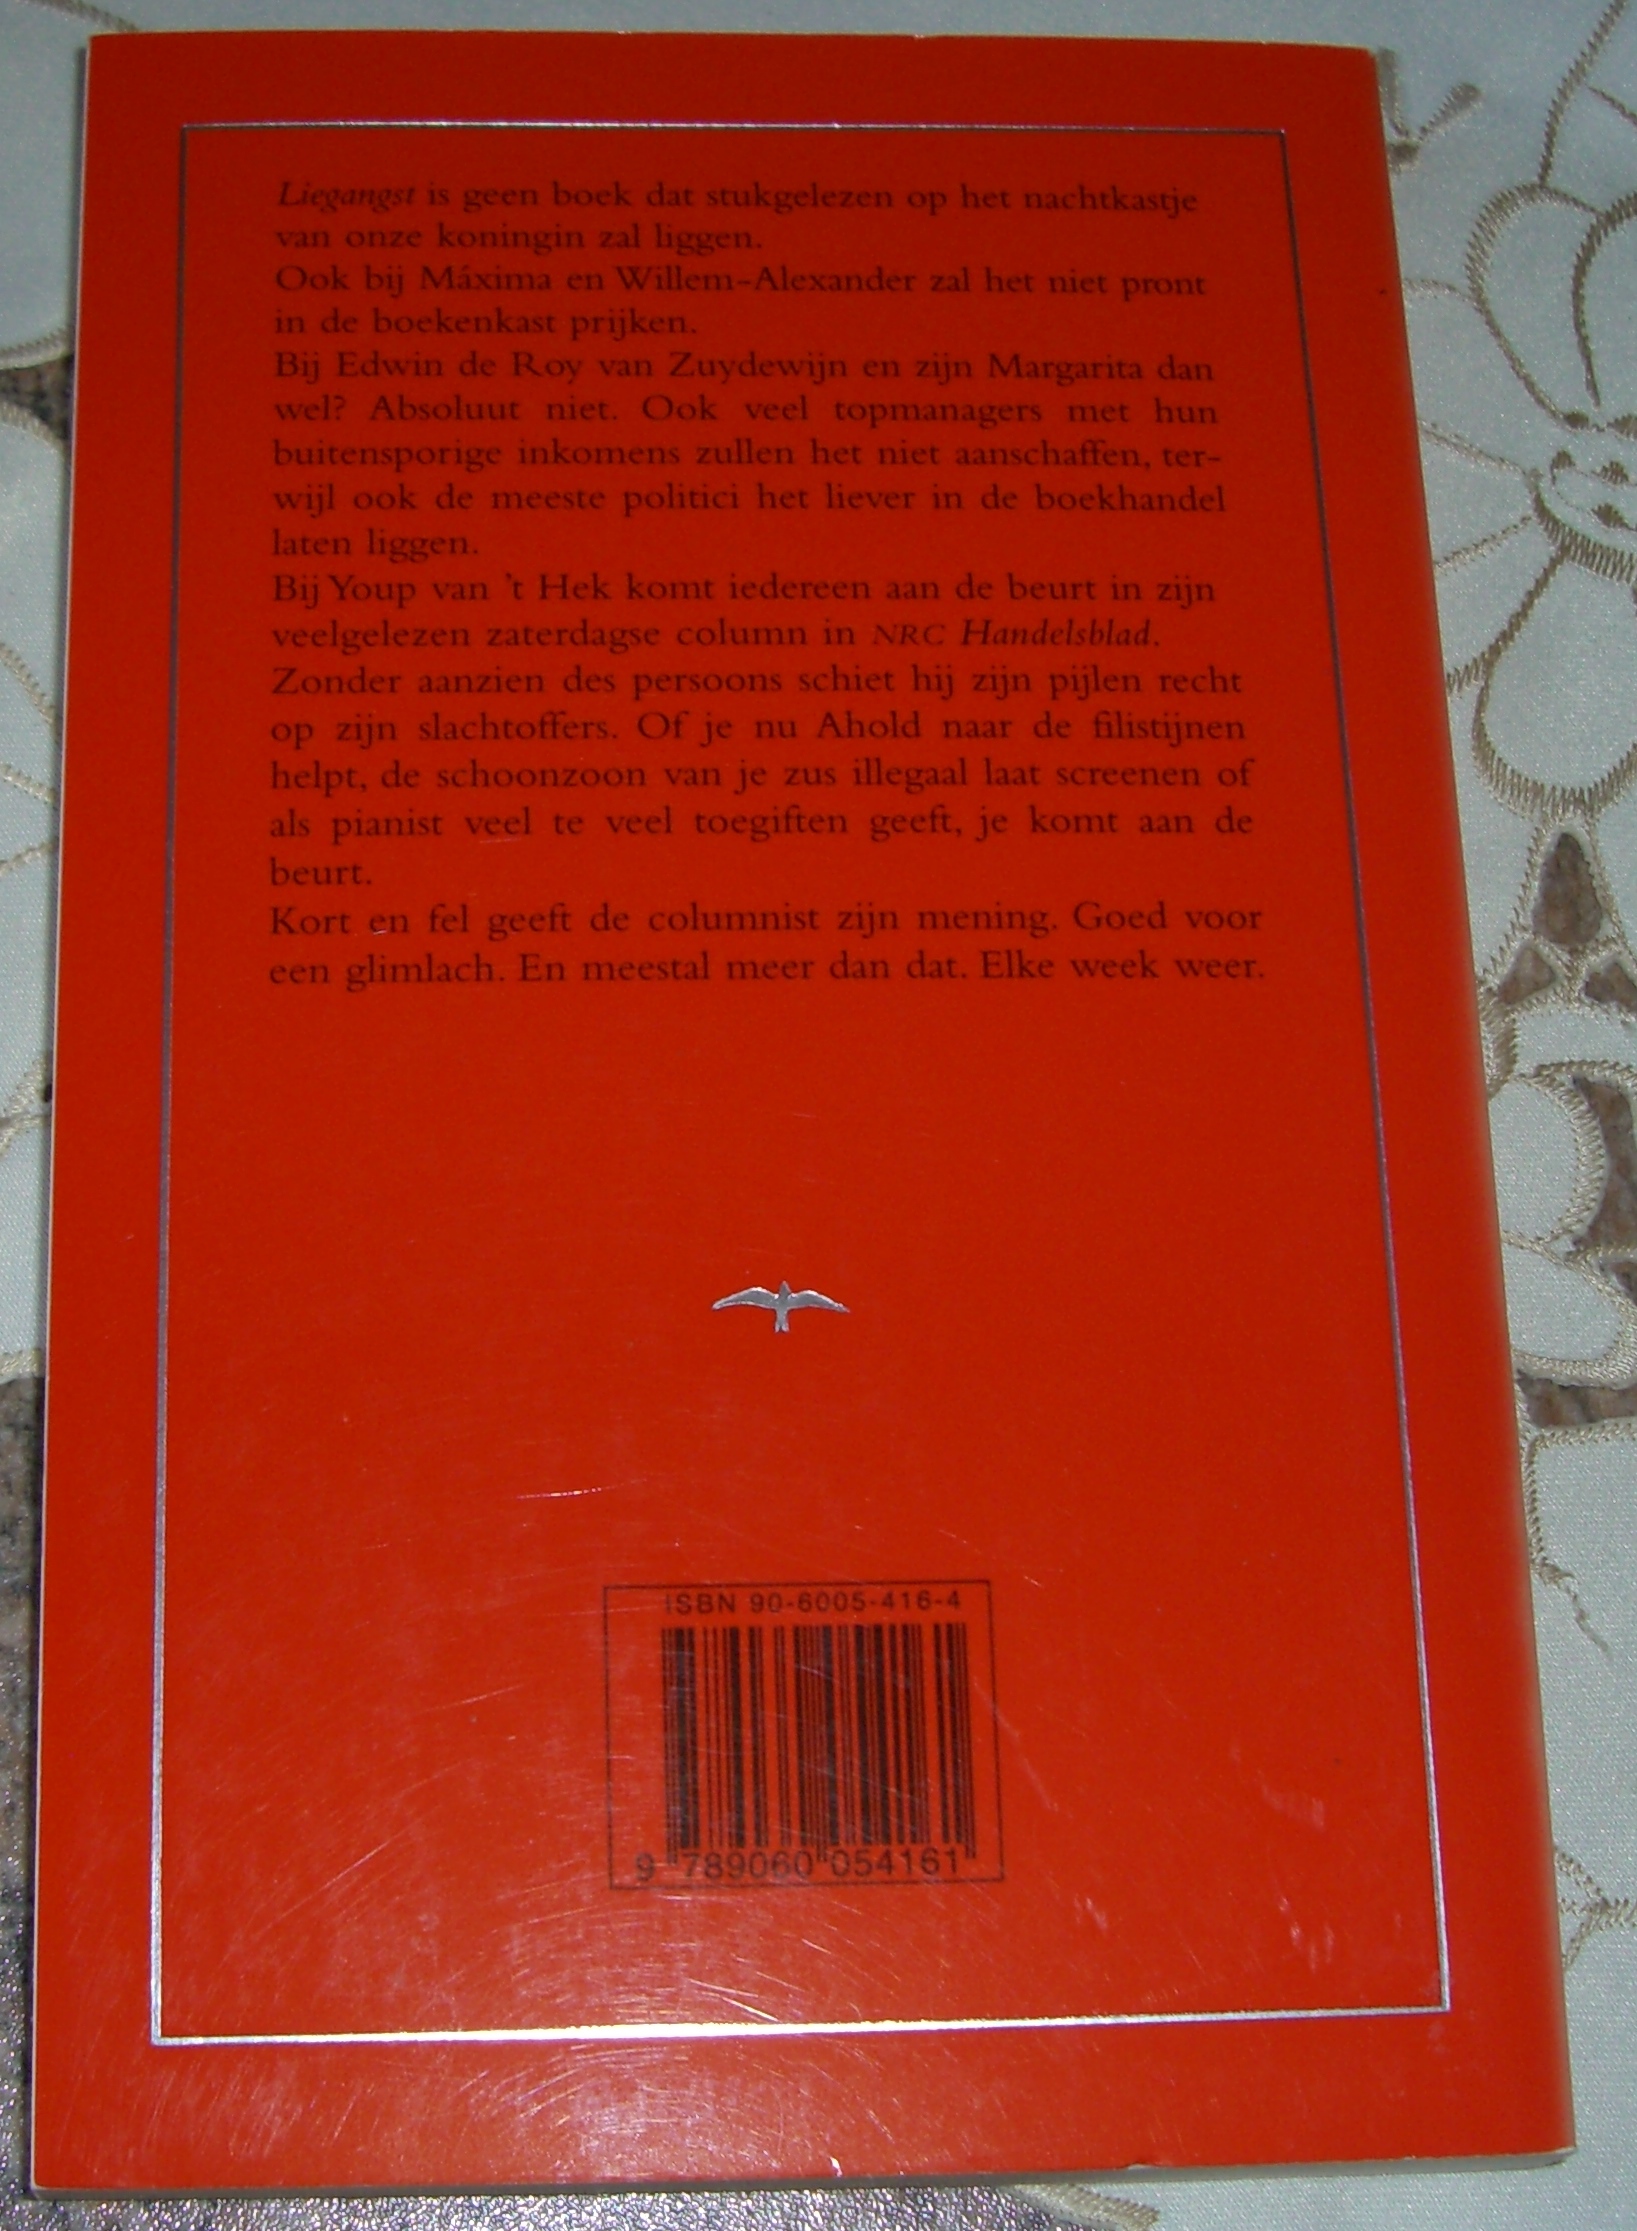 Liegangst is geen boek dat stukgelezen op het nachtkastje
van onze koningin zal liggen.
Ook bij Máxima en Willem-Alexander zal het niet pront
in de boekenkast prijken.
Bij Edwin de Roy van Zuydewijn en zijn Margarita dan
wel? Absoluut niet. Ook veel topmanagers met hun
buitensporige inkomens zullen het niet aanschaffen, ter-
wijl ook de meeste politici het liever in de boekhandel
laten liggen.
Bij Youp van 't Hek komt iedereen aan de beurt in zijn
veelgelezen zaterdagse column in NRC Handelsblad.
Zonder aanzien des persoons schiet hij zijn pijlen recht
op zijn slachtoffers. Of je nu Ahold naar de filistijnen
helpt, de schoonzoon van je zus illegaal laat screenen of
als pianist veel te veel toegiften geeft, je komt aan de
beurt.
Kort en fel geeft de columnist zijn mening. Goed voor
een glimlach. En meestal meer dan dat. Elke week weer.
ISBN 90-6005-416-4
9 789060 054161